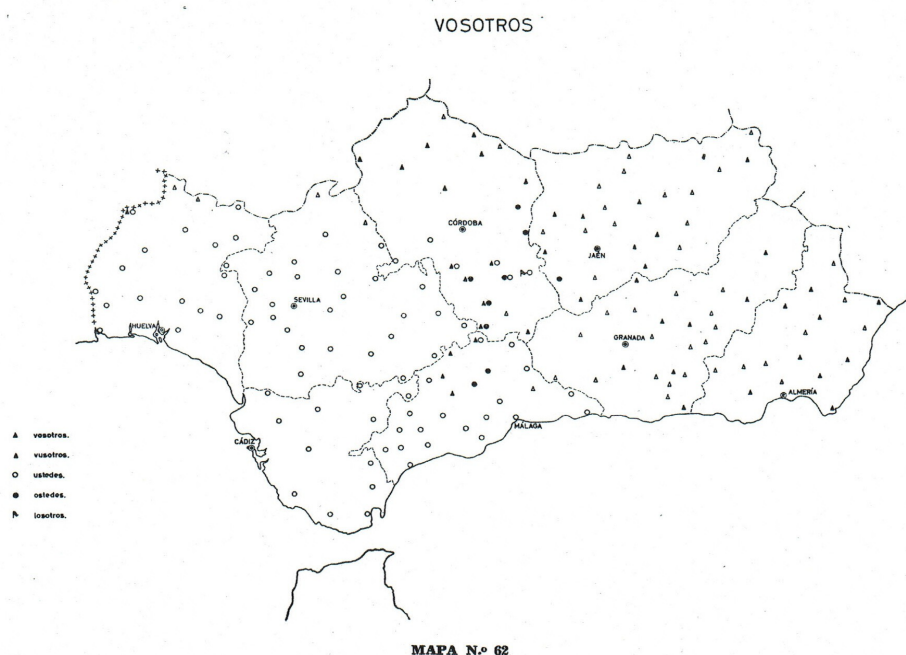 VOSOTROS
CÓRDOBA
JAÉN
SEVILLA
HUELVA
GRANADA
ALMERÍA
MÁLAGA
CÁDIZ
vosotros.
vusotros.
ustedes.
ostedes.
losotros.
MAPA N.º 62